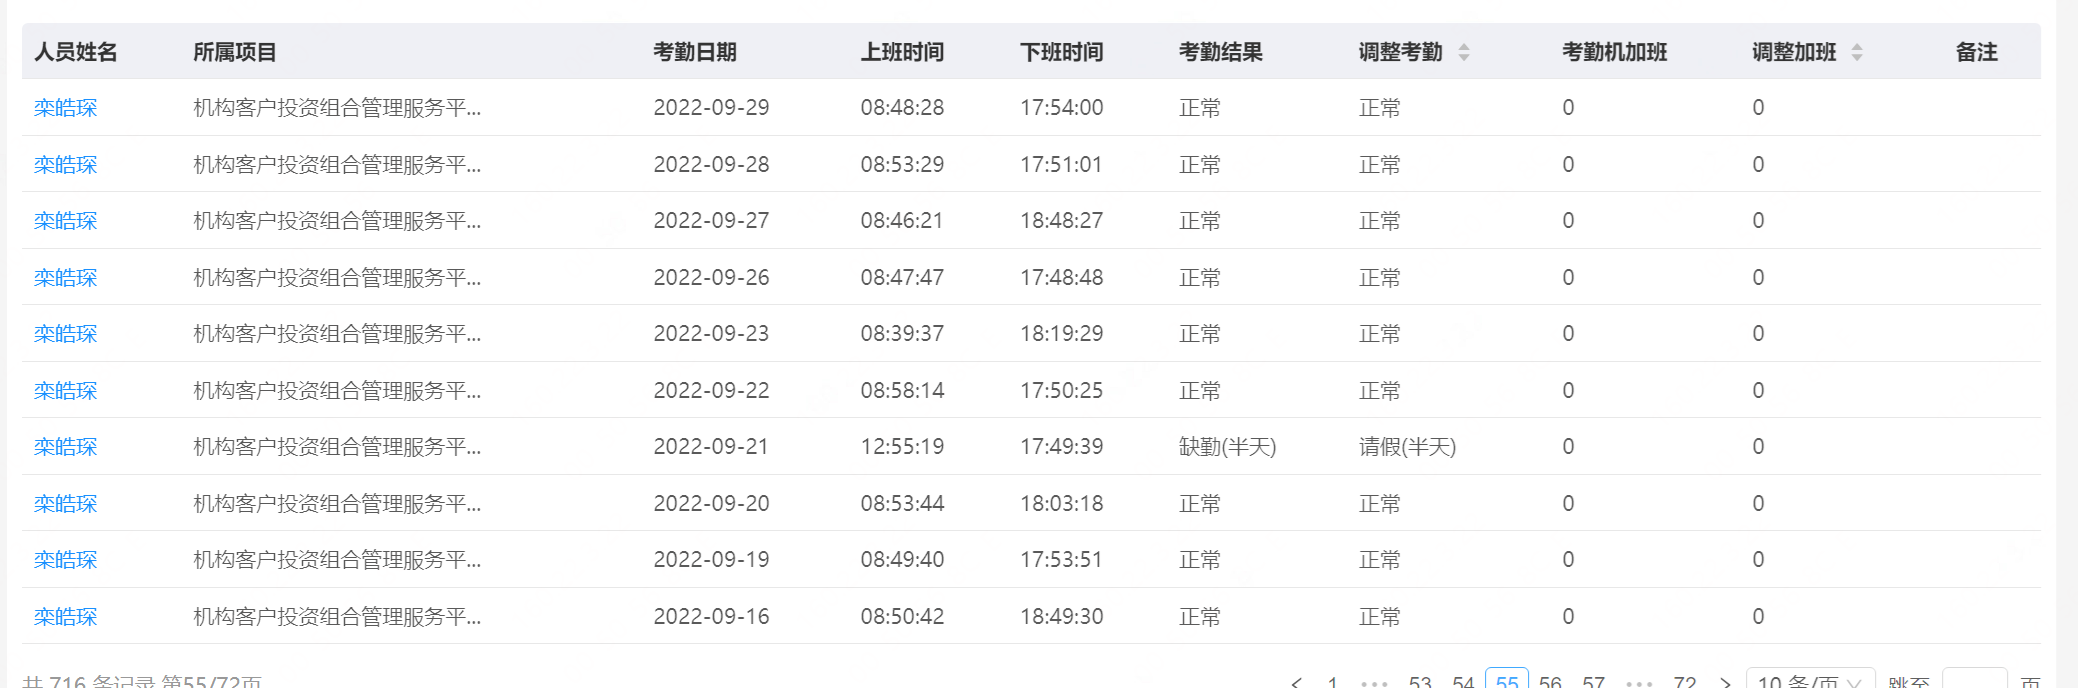 人员姓名 所属项目 考勤日期 上班时间 下班时间 考勤结果 调整考勤 考勤机加班 调整加班 备注
栾皓琛 机构客户投资组合管理服务平... 2022-09-29 08:48:28 17:54:00 正常 正常 0 0
栾皓琛 机构客户投资组合管理服务平... 2022-09-28 08:53:29 17:51:01 正常 正常 0 0
栾皓琛 机构客户投资组合管理服务平... 2022-09-27 08:46:21 18:48:27 正常 正常 0 0
栾皓琛 机构客户投资组合管理服务平... 2022-09-26 08:47:47 17:48:48 正常 正常 0 0
栾皓琛 机构客户投资组合管理服务平... 2022-09-23 08:39:37 18:19:29 正常 正常 0 0
栾皓琛 机构客户投资组合管理服务平... 2022-09-22 08:58:14 17:50:25 正常 正常 0 0
栾皓琛 机构客户投资组合管理服务平... 2022-09-21 12:55:19 17:49:39 缺勤(半天) 请假(半天) 0 0
栾皓琛 机构客户投资组合管理服务平... 2022-09-20 08:53:44 18:03:18 正常 正常 0 0
栾皓琛 机构客户投资组合管理服务平... 2022-09-19 08:49:40 17:53:51 正常 正常 0 0
栾皓琛 机构客户投资组合管理服务平... 2022-09-16 08:50:42 18:49:30 正常 正常 0 0
共 716 条记录 第55/72页 < 1 ••• 53 54 55 56 57 ••• 72 > 10 条/页 跳至 页